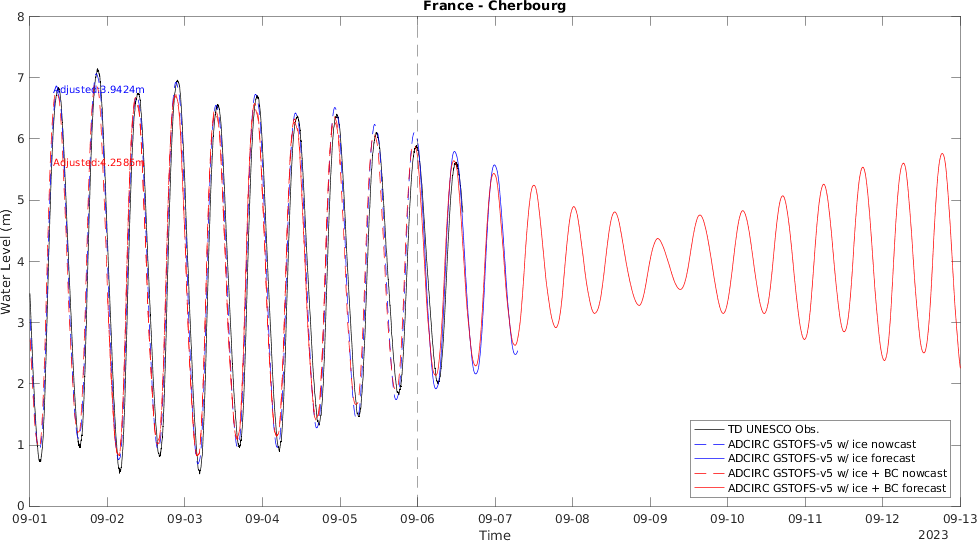 France - Cherbourg
8
7
6
5
4
3
2
1
0
Water Level (m)
Adjusted:3.9424m
Adjusted:4.2585m
TD UNESCO Obs.
ADCIRC GSTOFS-v5 w/ ice nowcast
ADCIRC GSTOFS-v5 w/ ice forecast
ADCIRC GSTOFS-v5 w/ ice + BC nowcast
ADCIRC GSTOFS-v5 w/ ice + BC forecast
09-01 09-02 09-03 09-04 09-05 09-06 09-07 09-08 09-09 09-10 09-11 09-12 09-13
Time
2023